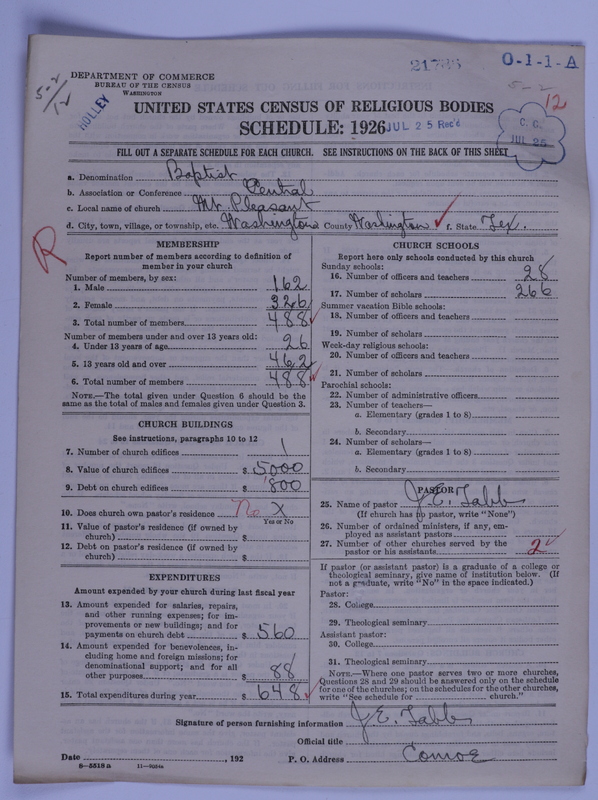 21786 O-1-1-A
5-2
12
HOLLEY
DEPARTMENT OF COMMERCE
BUREAU OF THE CENSUS
WASHINGTON
5-2
12
UNITED STATES CENSUS OF RELIGIOUS BODIES
SCHEDULE: 1926 JUL 25 Rec'd
C. C.
JUL 25
FILL OUT A SEPARATE SCHEDULE FOR EACH CHURCH. SEE INSTRUCTIONS ON THE BACK OF THIS SHEET
a. Denomination Baptist
b. Association or Conference Central
c. Local name of church Mt. Pleasant
d. City, town, village, or township, etc. Washington County Washington f. State Tex.
R
MEMBERSHIP
Report number of members according to definition of
member in your church
Number of members, by sex:
1. Male 162
2. Female 326
3. Total number of members 488
Number of members under and over 13 years old:
4. Under 13 years of age 26
5. 13 years old and over 462
6. Total number of members 488
NOTE.—The total given under Question 6 should be
same as the total of males and females given under Question 3.
CHURCH BUILDINGS
See instructions, paragraphs 10 to 12
7. Number of church edifices 1
8. Value of church edifices $ 5000
9. Debt on church edifices $ 800
10. Does church own pastor's residence no X
Yes or No
11. Value of pastor's residence (if owned by
church) $
12. Debt on pastor's residence (if owned by
church) $
EXPENDITURES
Amount expended by your church during last fiscal year
13. Amount expended for salaries, repairs,
and other running expenses; for im-
provements or new buildings; and for
payments on church debt $ 560
14. Amount expended for benevolences, in-
cluding home and foreign missions; for
denominational support; and for all
other purposes $ 88
15. Total expenditures during year $ 648
CHURCH SCHOOLS
Report here only schools conducted by this church
Sunday schools:
16. Number of officers and teachers 28
17. Number of scholars 266
Summer vacation Bible schools:
18. Number of officers and teachers
19. Number of scholars
Week-day religious schools:
20. Number of officers and teachers
21. Number of scholars
Parochial schools:
22. Number of administrative officers
23. Number of teachers—
a. Elementary (grades 1 to 8)
b. Secondary
24. Number of scholars—
a. Elementary (grades 1 to 8)
b. Secondary
PASTOR
25. Name of pastor J. E. Tabb
(If church has no pastor, write "None")
26. Number of ordained ministers, if any, em-
ployed as assistant pastors
27. Number of other churches served by the
pastor or his assistants 2
If pastor (or assistant pastor) is a graduate of a college or
theological seminary, give name of institution below. (If
not a graduate, write "No" in the space indicated.)
Pastor:
28. College
29. Theological seminary
Assistant pastor:
30. College
31. Theological seminary
NOTE.—Where one pastor serves two or more churches,
Questions 28 and 29 should be answered only on the schedule
for one of the churches; on the schedules for the other churches,
write "See schedule for church."
Signature of person furnishing information J. E. Tabb
Official title
Date , 192 P. O. Address Comoe
8-5518 a